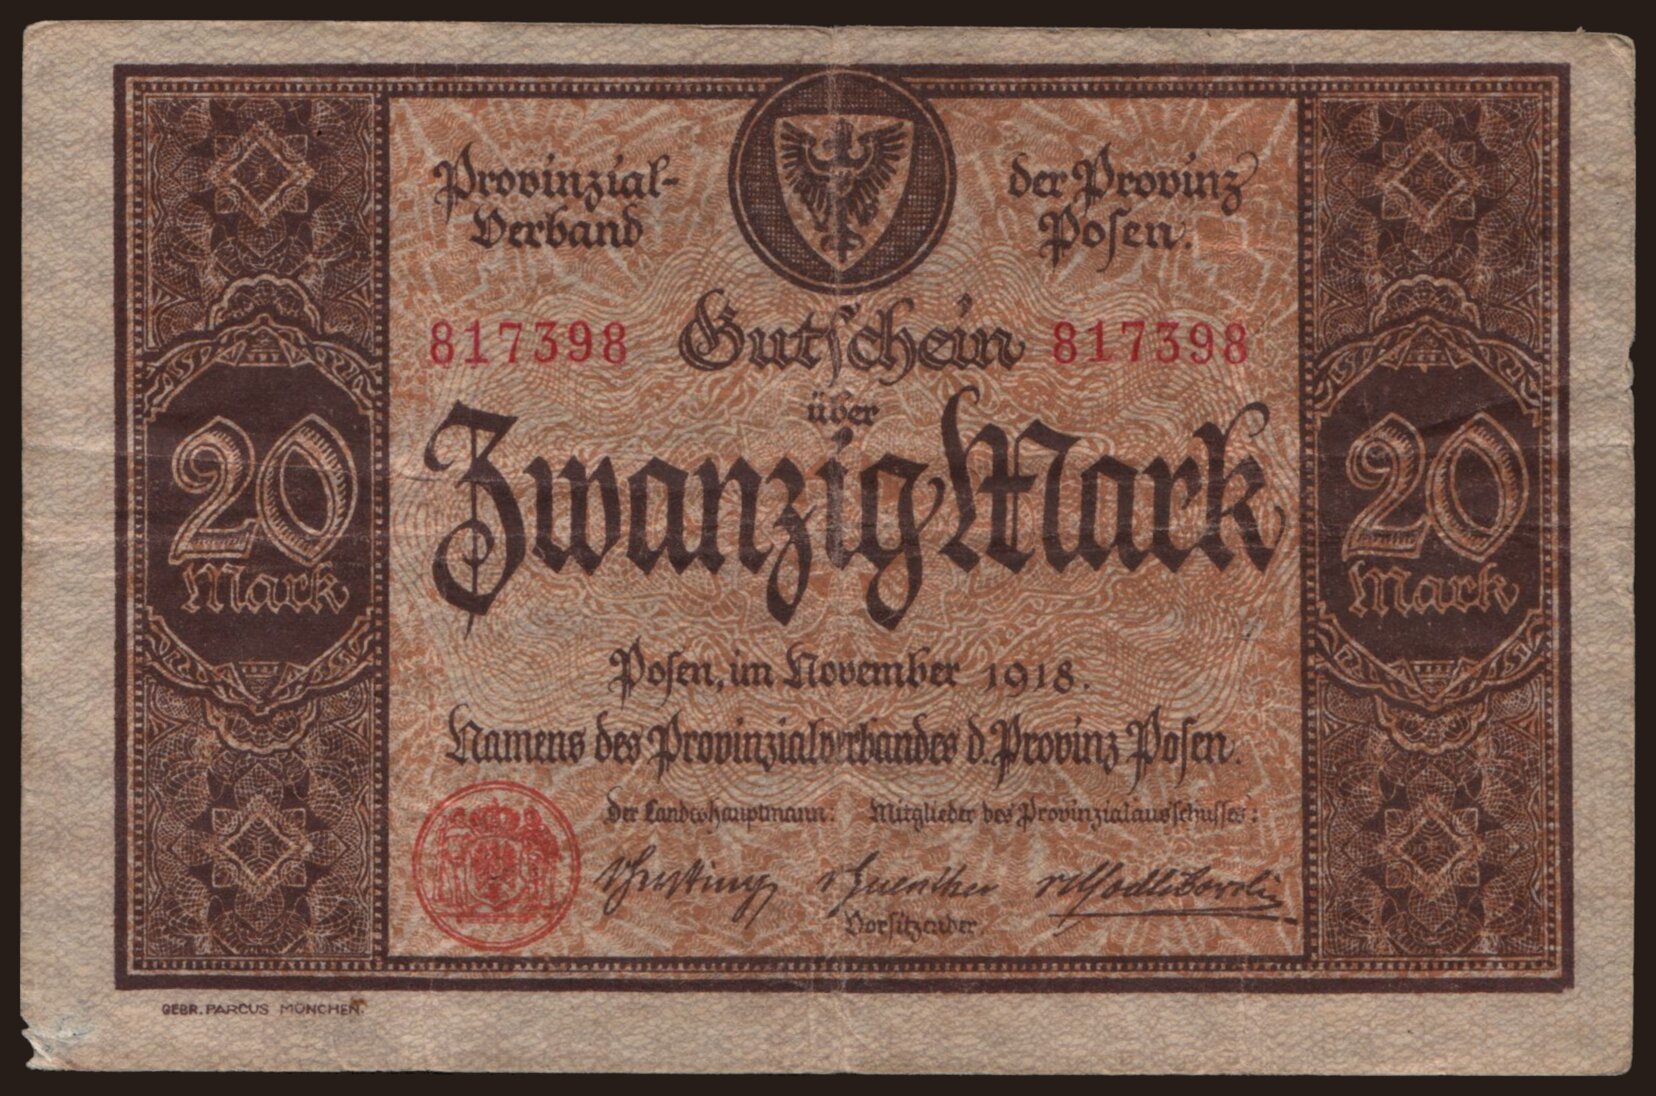 Provinzial-
Verband
der Provinz
Posen.
817398 Gutschein 817398
über
Zwanzig Mark
20
Mark
20
Mark
Posen, im November 1918.
Namens des Provinzialverbandes d. Provinz Posen.
Der Landeshauptmann: Mitglieder des Provinzialausschusses:
v Guenther
Vorsitzender.
GEBR. PARCUS MÜNCHEN.